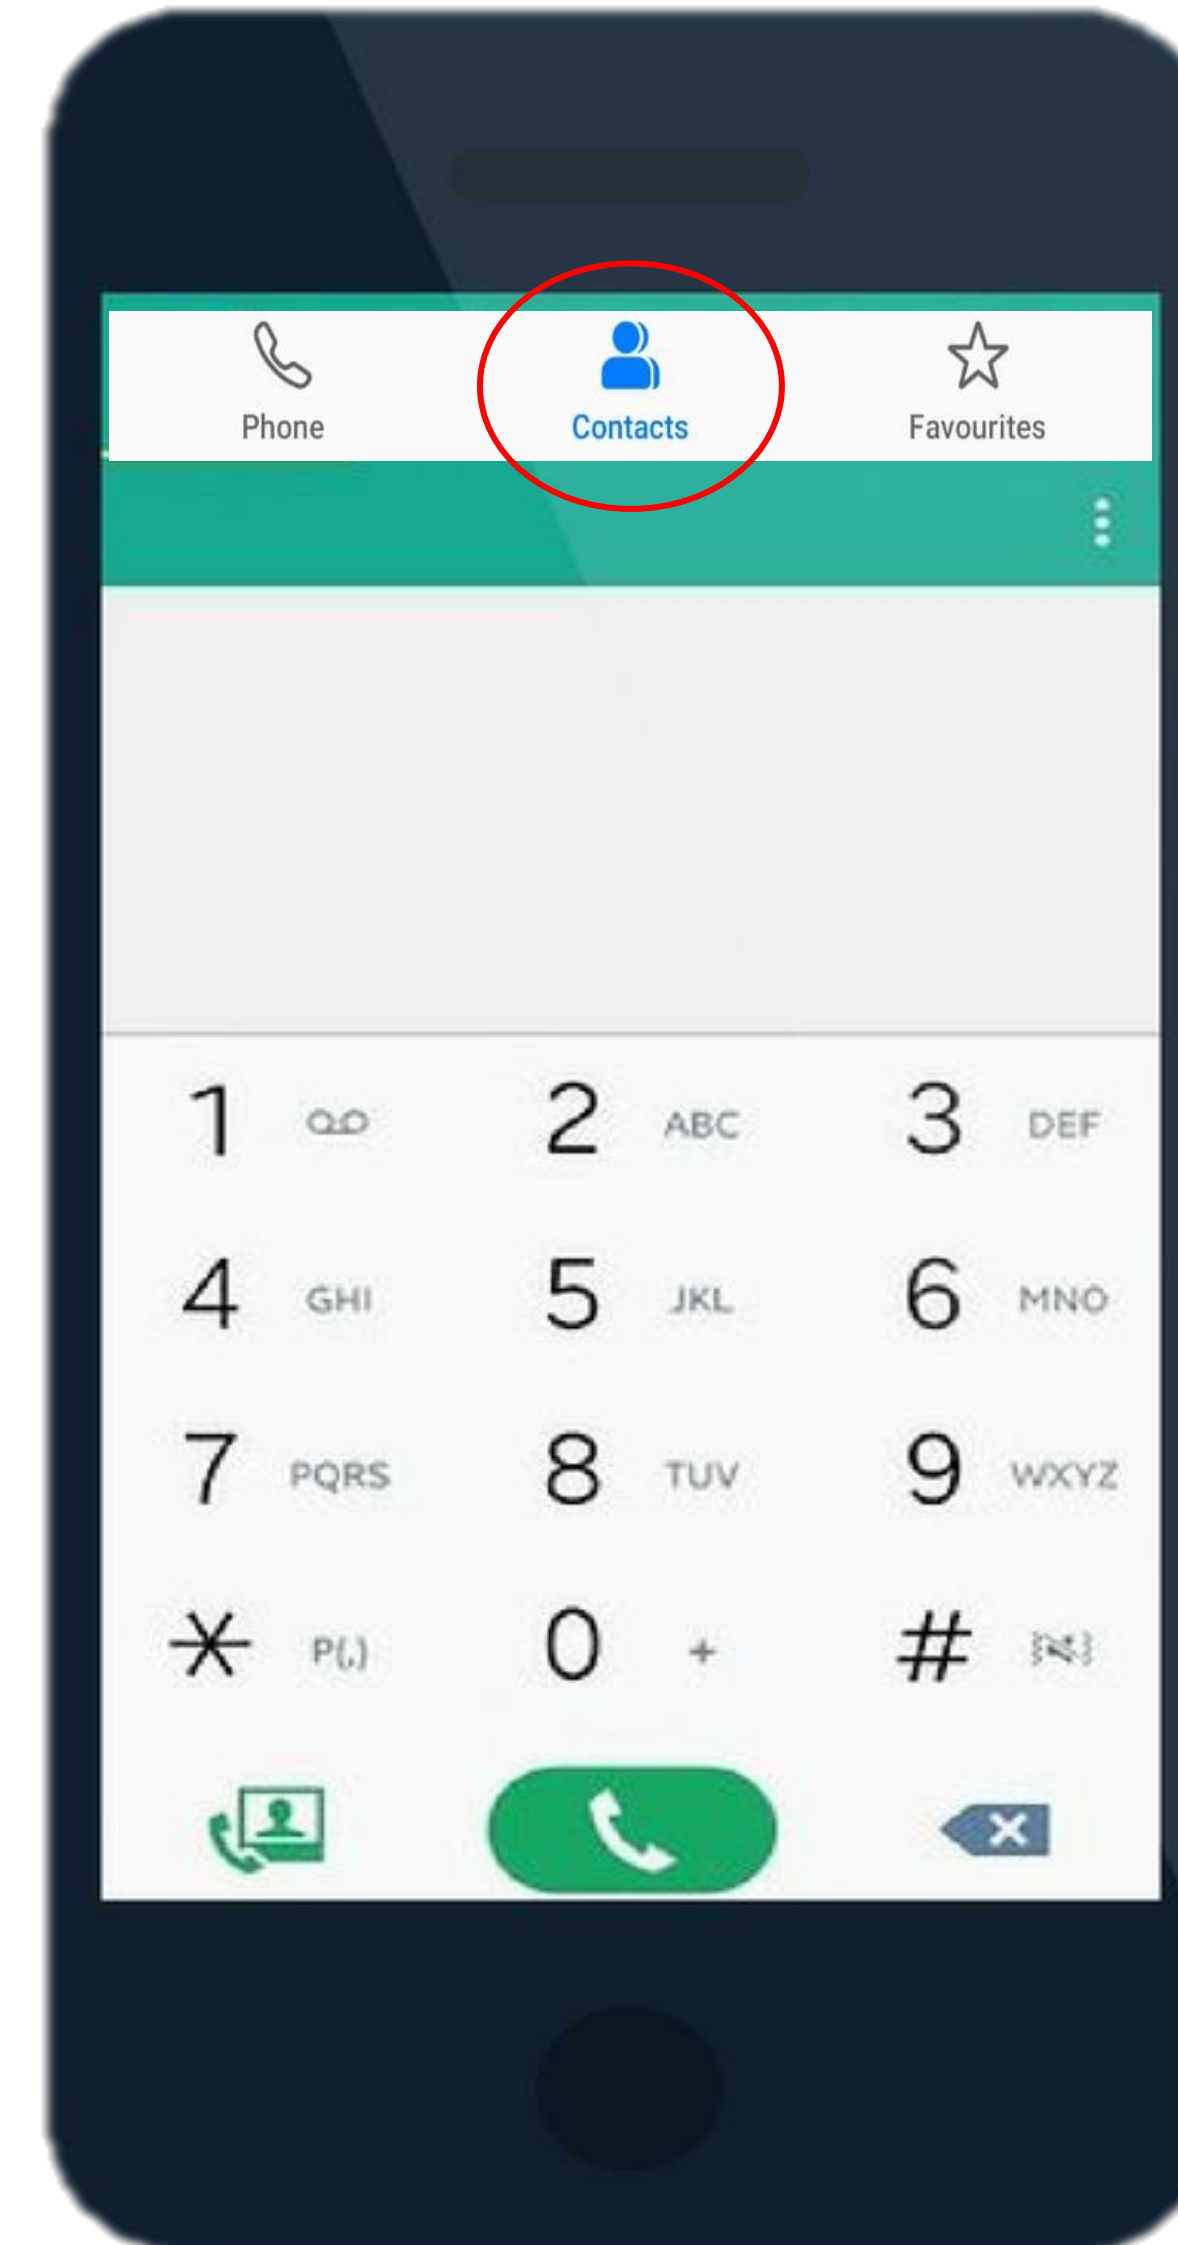 Phone Contacts Favourites
1 2 ABC 3 DEF
4 GHI 5 JKL 6 MNO
7 PQRS 8 TUV 9 WXYZ
* P(,) 0 + #